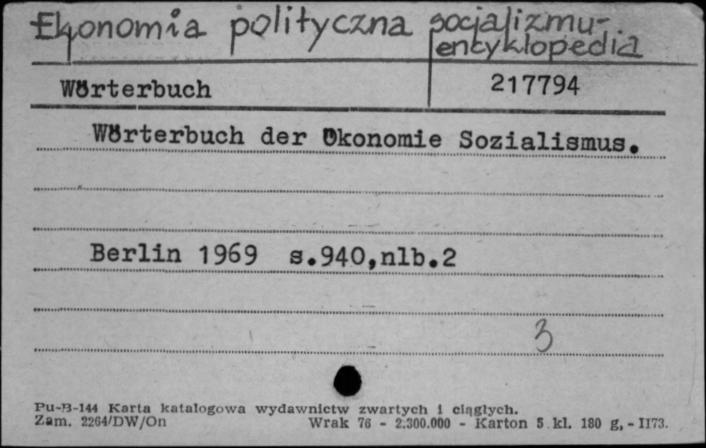 Ekonomia polityczna socjalizmu-
encyklopedia
Wörterbuch 217794
Wörterbuch der Ökonomie Sozialismus.
Berlin 1969 s.940,nlb.2
3
Pu-B-144 Karta katalogowa wydawnictw zwartych i ciągłych.
Zam. 2264/DW/On Wrak 76 - 2.300.000 - Karton 5 kl. 180 g. - II73.